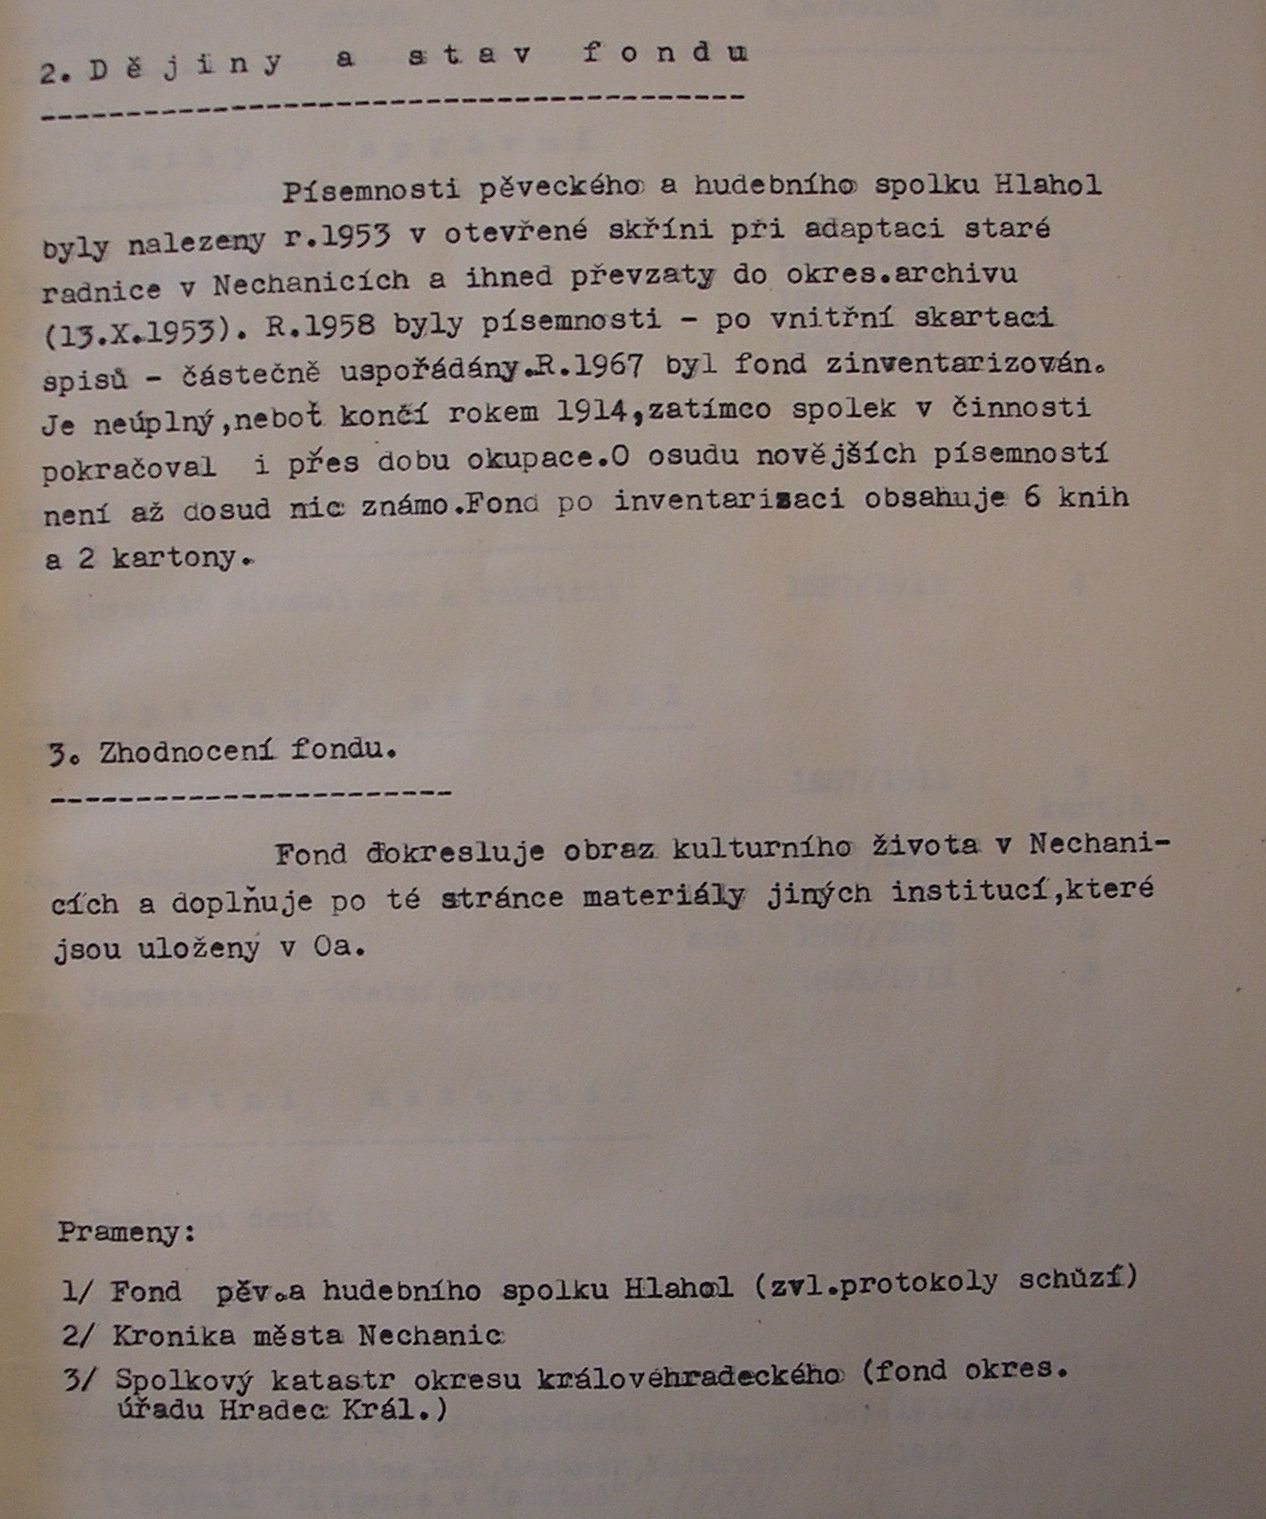 2. D ě j i n y   a   s t a v   f o n d u
Písemnosti pěveckého a hudebního spolku Hlahol
byly nalezeny r.1953 v otevřené skříni při adaptaci staré
radnice v Nechanicích a ihned převzaty do okres.archivu
(13.X.1953). R.1958 byly písemnosti - po vnitřní skartaci
spisů - částečně uspořádány.R.1967 byl fond zinventarizován.
Je neúplný,neboť končí rokem 1914,zatímco spolek v činnosti
pokračoval  i přes dobu okupace.O osudu novějších písemností
není až dosud nic známo.Fond po inventarisaci obsahuje 6 knih
a 2 kartony.
3. Zhodnocení fondu.
Fond dokresluje obraz kulturního života v Nechani-
cích a doplňuje po té stránce materiály jiných institucí,které
jsou uloženy v Oa.
Prameny:
1/ Fond  pěv.a hudebního spolku Hlahol (zvl.protokoly schůzí)
2/ Kronika města Nechanic
3/ Spolkový katastr okresu královéhradeckého (fond okres.
úřadu Hradec Král.)